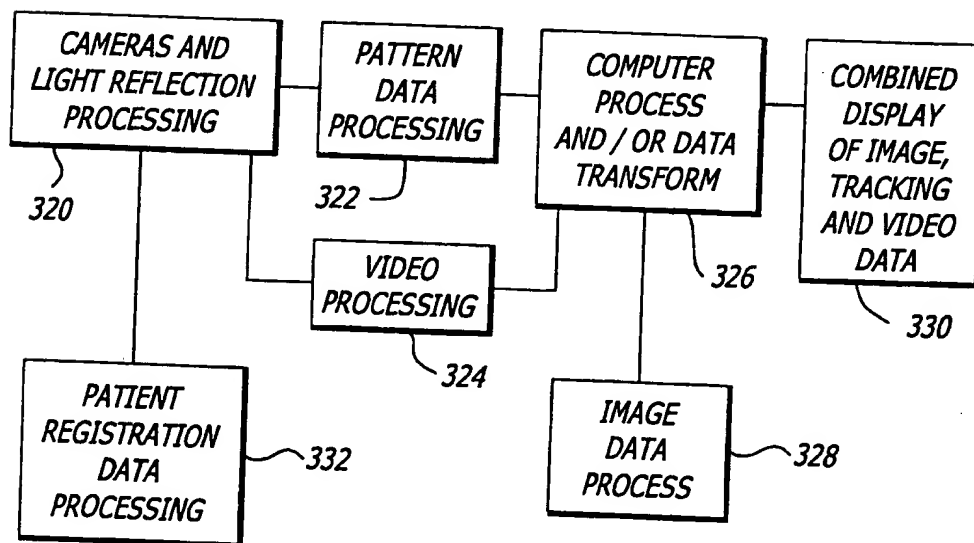 CAMERAS AND
LIGHT REFLECTION
PROCESSING
320
PATTERN
DATA
PROCESSING
322
COMPUTER
PROCESS
AND / OR DATA
TRANSFORM
326
COMBINED
DISPLAY
OF IMAGE,
TRACKING
AND VIDEO
DATA
330
VIDEO
PROCESSING
324
PATIENT
REGISTRATION
DATA
PROCESSING
332
IMAGE
DATA
PROCESS
328